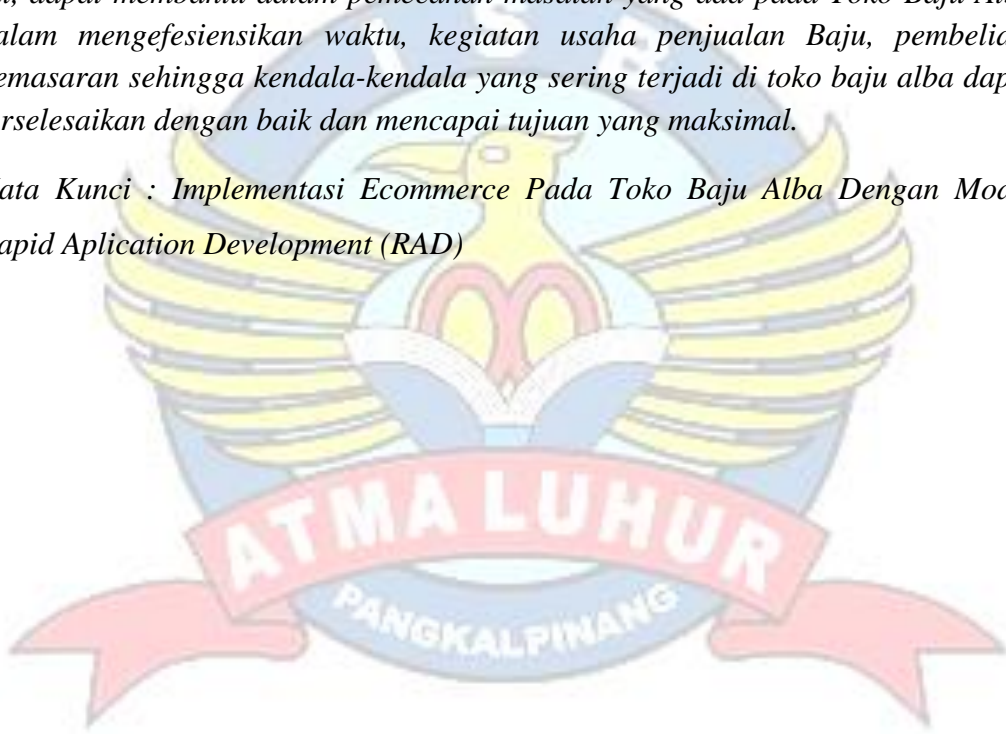 dapat membantu dalam pemecahan masalah yang ada pada Toko Baju
alam mengefesiensikan waktu, kegiatan usaha penjualan Baju,
emasaran sehingga kendala-kendala yang sering terjadi di toko baju alba dap
rselesaikan dengan baik dan mencapai tujuan yang maksimal.
ata Kunci : Implementasi Ecommerce Pada Toko Baju Alba Dengan Mod
apid Aplication Development (RAD)
I S B
ATMA LUHUR
PANGKALPINANG